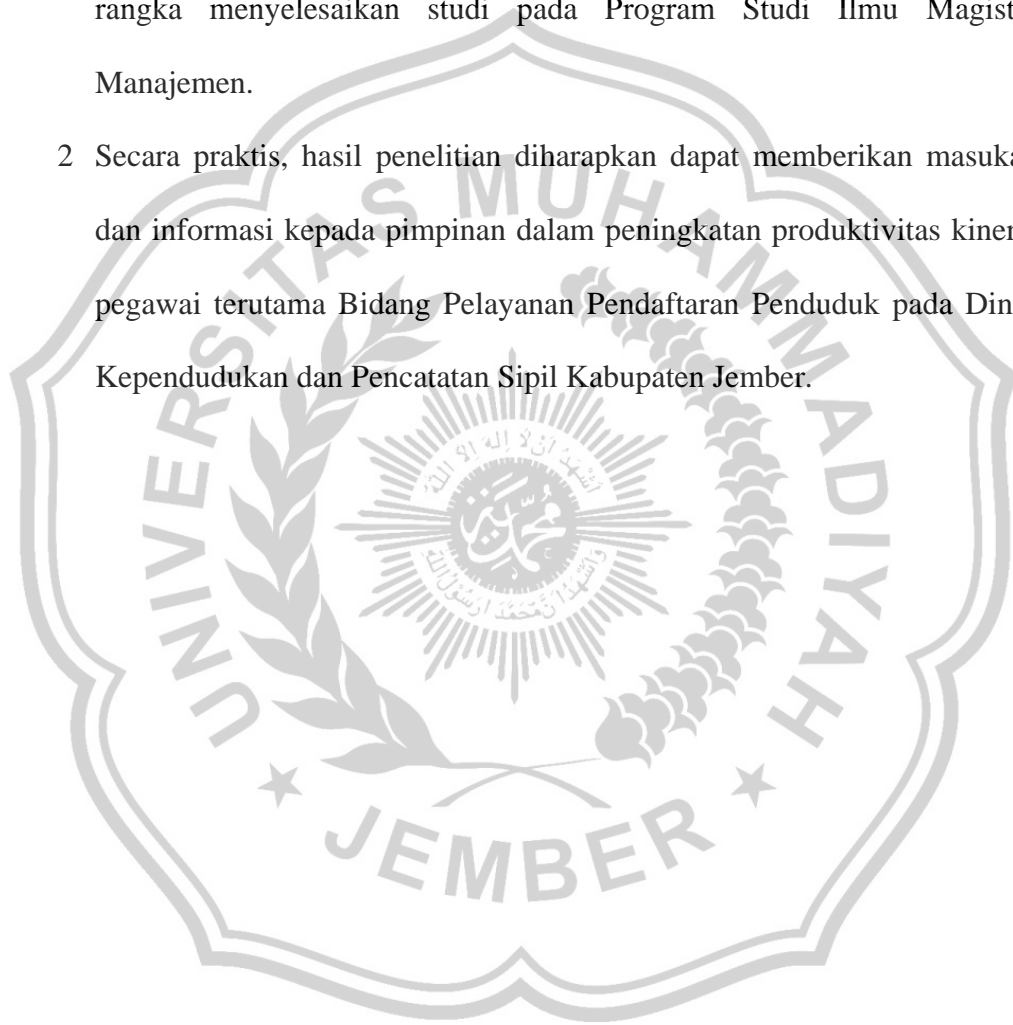 rangka menyelesaikan studi pada Program Studi Ilmu Magist
Manajemen.
2 Secara praktis, hasil penelitian diharapkan dapat memberikan masuka
dan informasi kepada pimpinan dalam peningkatan produktivitas kiner
pegawai terutama Bidang Pelayanan Pendaftaran Penduduk pada Din
Kependudukan dan Pencatatan Sipil Kabupaten Jember.
UNIVERSITAS MUHAMMADIYAH
JEMBER